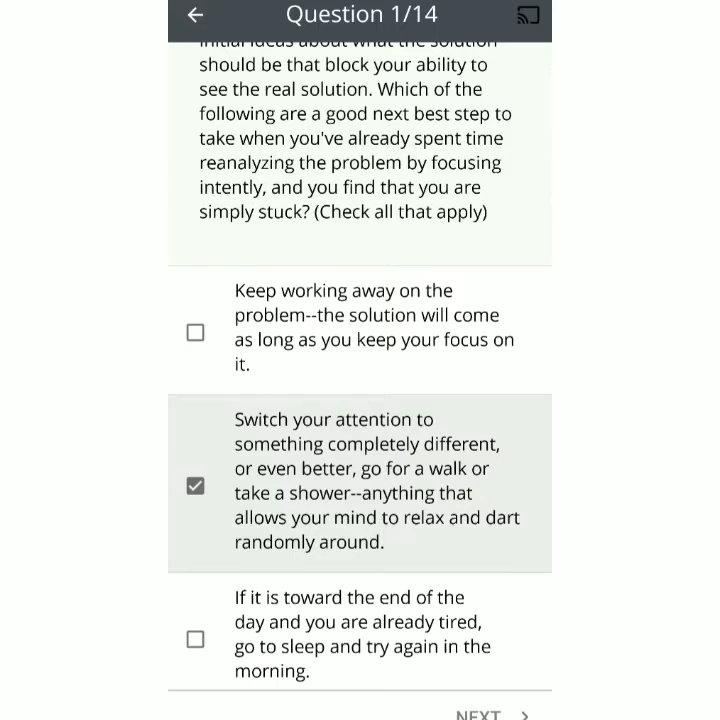 Question 1/14
initial ideas about what the solution
should be that block your ability to
see the real solution. Which of the
following are a good next best step to
take when you've already spent time
reanalyzing the problem by focusing
intently, and you find that you are
simply stuck? (Check all that apply)
Keep working away on the
problem--the solution will come
as long as you keep your focus on
it.
Switch your attention to
something completely different,
or even better, go for a walk or
take a shower--anything that
allows your mind to relax and dart
randomly around.
If it is toward the end of the
day and you are already tired,
go to sleep and try again in the
morning.
NEXT